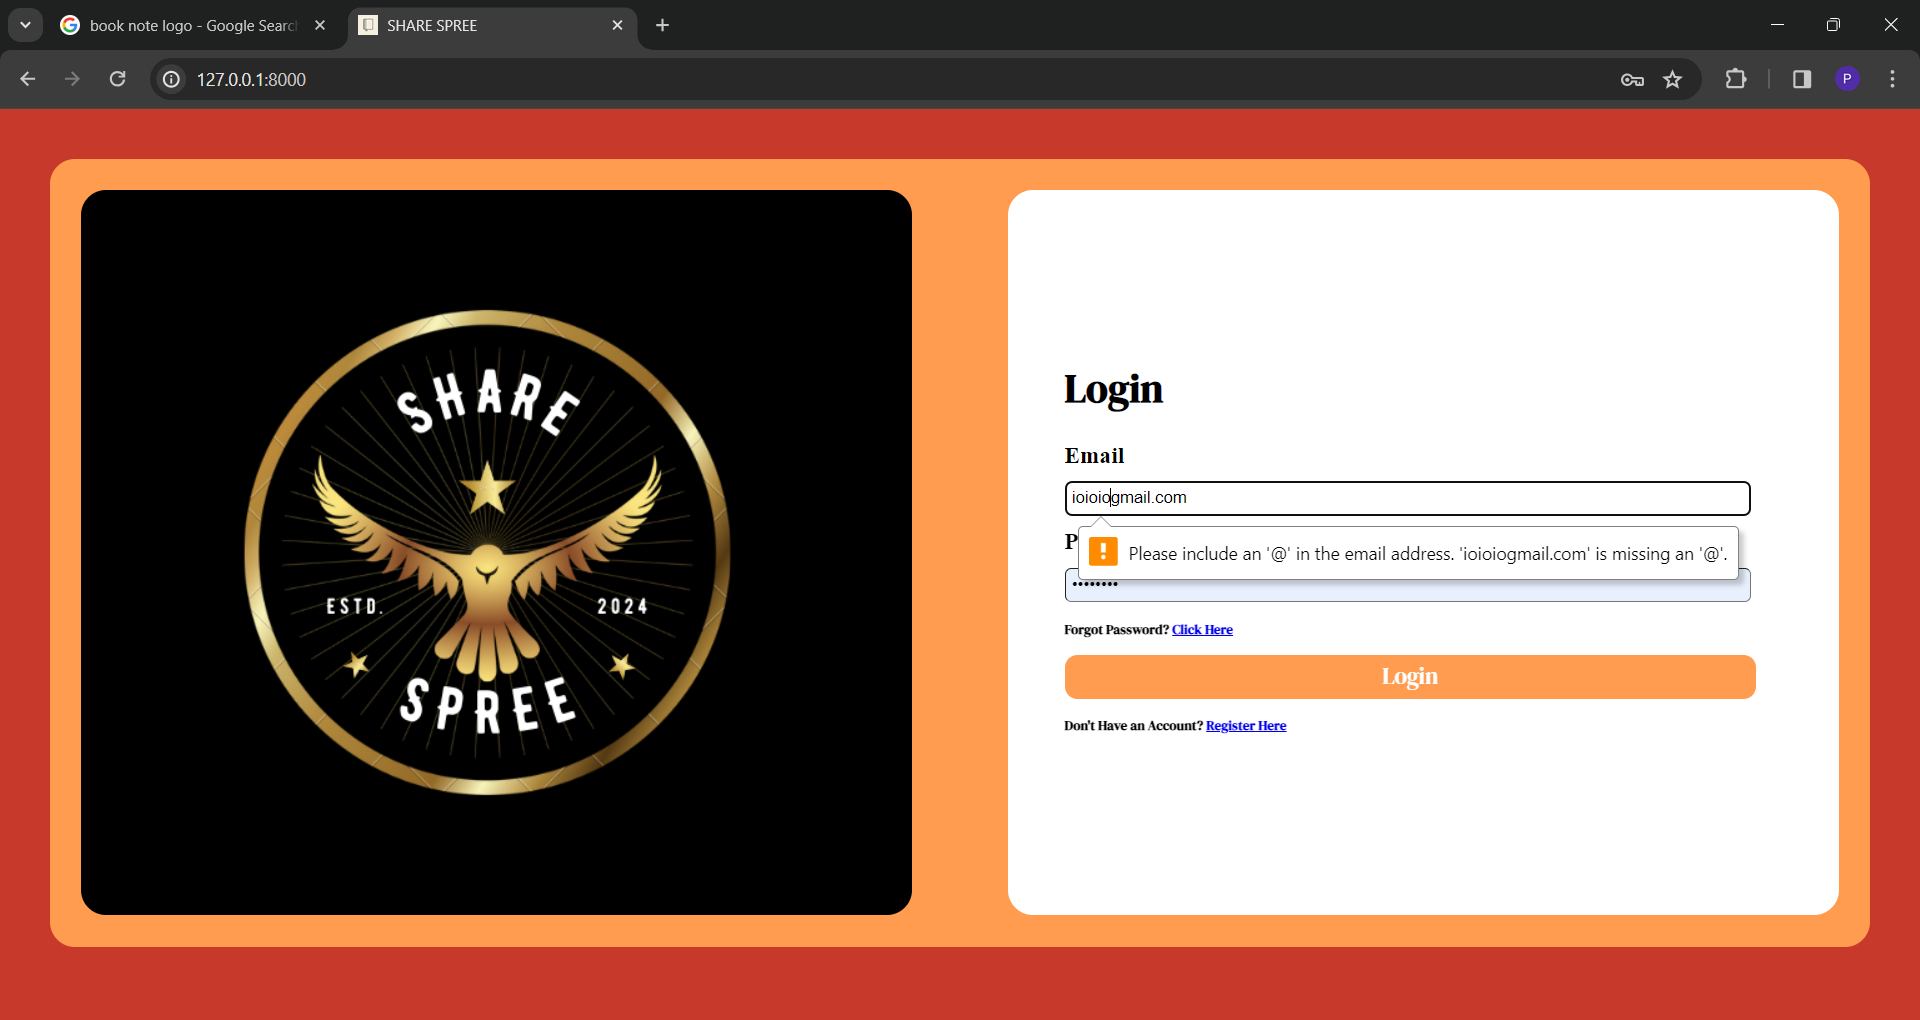 book note logo - Google Searc
SHARE SPREE
127.0.0.1:8000
P
SHARE
ESTD.
2024
SPREE
Login
Email
ioioiogmail.com
P
Please include an '@' in the email address. 'ioioiogmail.com' is missing an '@'.
••••••••
Forgot Password? Click Here
Login
Don't Have an Account? Register Here